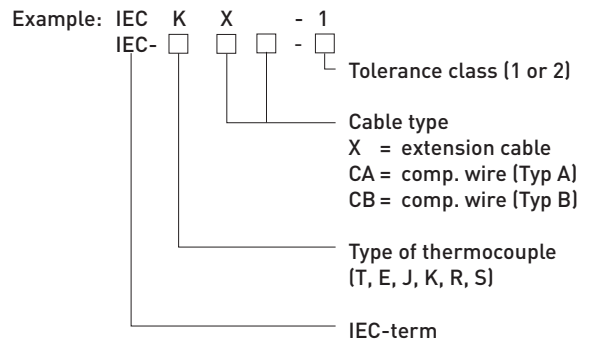 Example: IEC K X - 1
IEC- -
Tolerance class (1 or 2)
Cable type
X = extension cable
CA = comp. wire (Typ A)
CB = comp. wire (Typ B)
Type of thermocouple
(T, E, J, K, R, S)
IEC-term